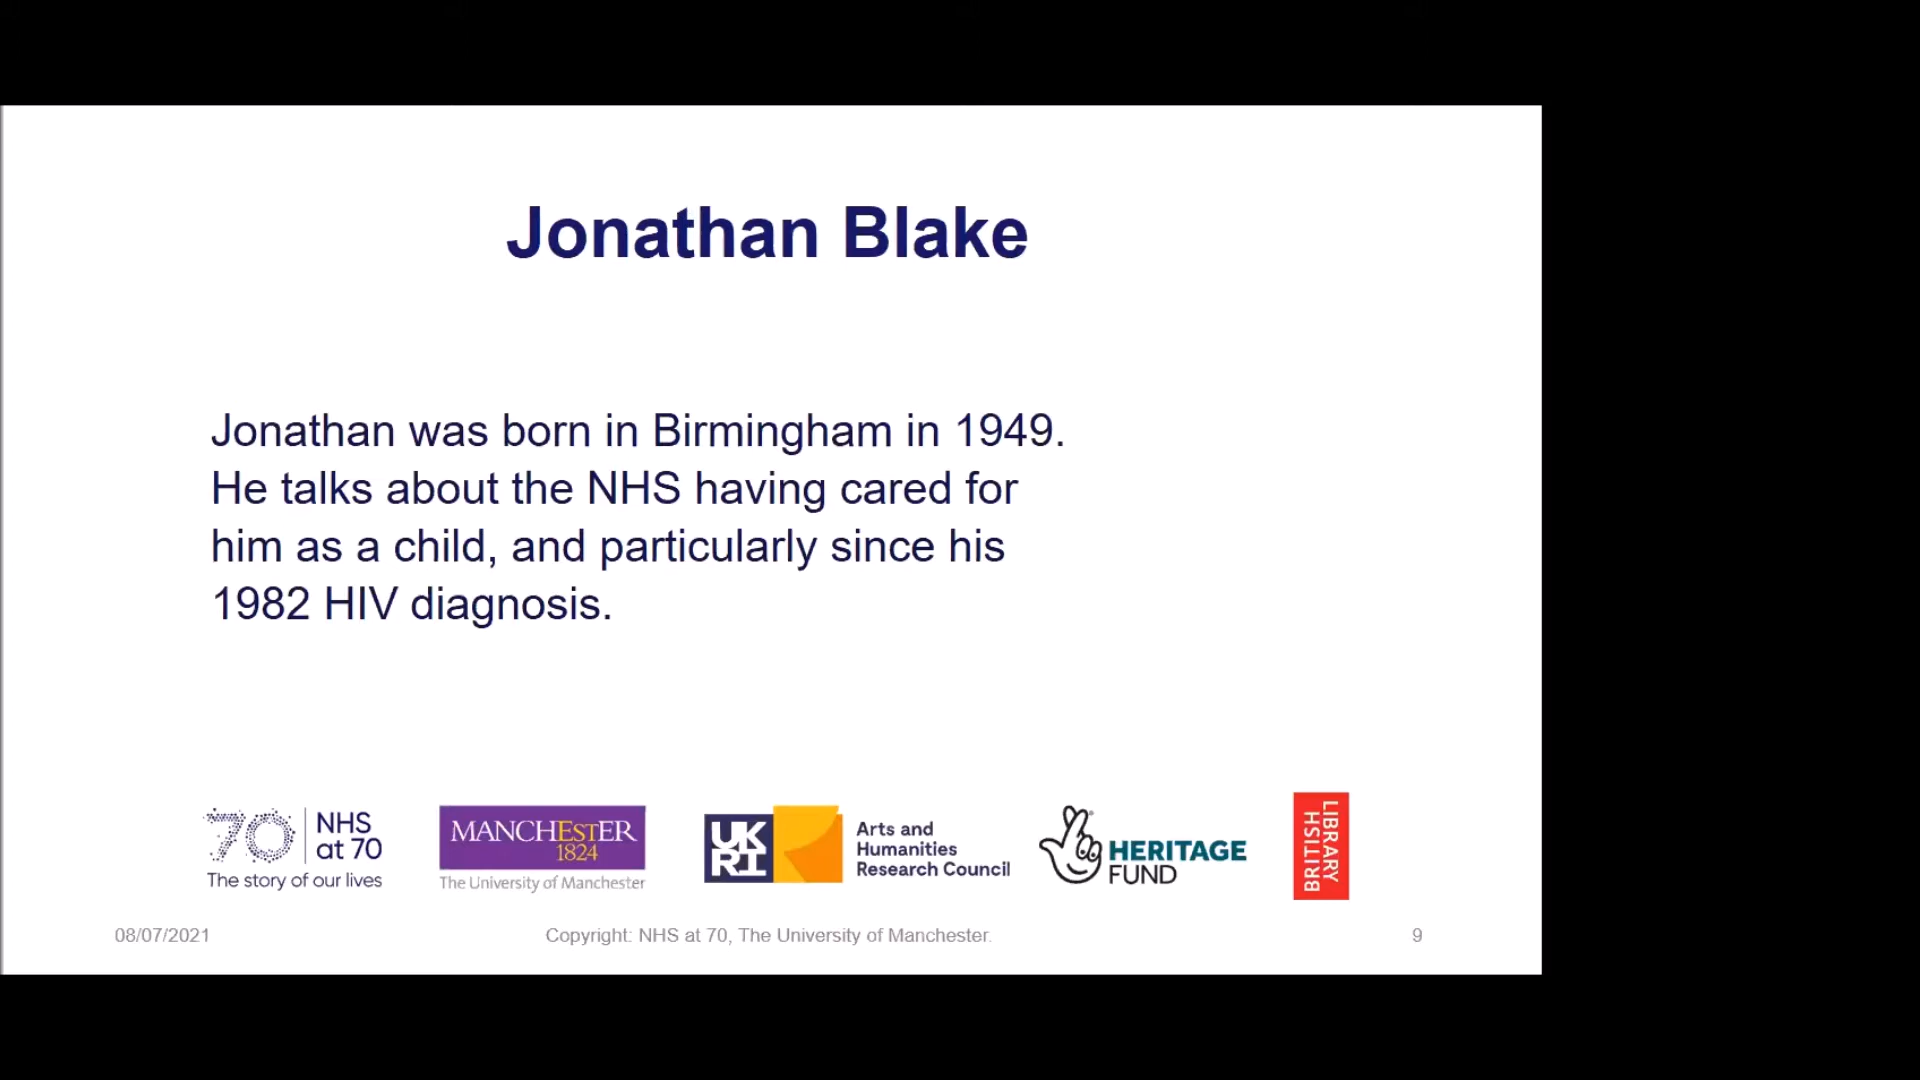 Jonathan Blake
Jonathan was born in Birmingham in 1949.
He talks about the NHS having cared for
him as a child, and particularly since his
1982 HIV diagnosis.
70
NHS
at 70
The story of our lives
MANCHESTER
1824
The University of Manchester
UK
RI
Arts and
Humanities
Research Council
HERITAGE
FUND
BRITISH
LIBRARY
08/07/2021
Copyright: NHS at 70, The University of Manchester.
9